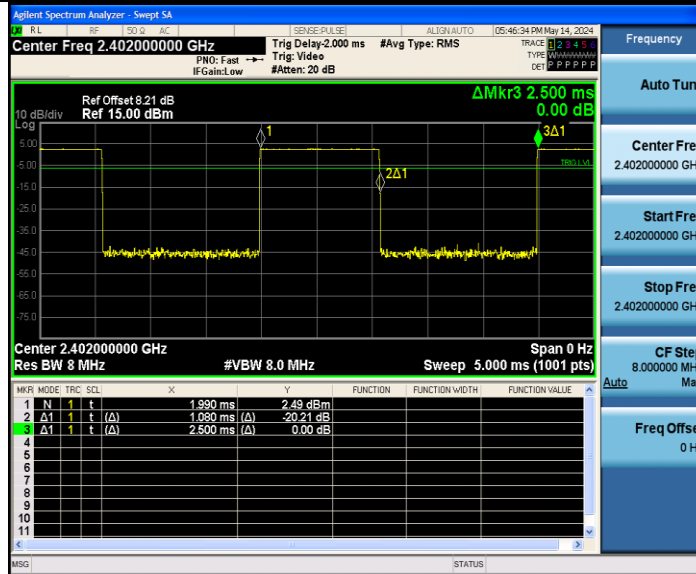 Agilent Spectrum Analyzer - Swept SA
RL RF 50 Ω AC SENSE:PULSE ALIGNAUTO 05:46:34 PM May 14, 2024
Center Freq 2.402000000 GHz
PNO: Fast
IFGain:Low
Trig Delay-2.000 ms
Trig: Video
#Atten: 20 dB
#Avg Type: RMS
TRACE 1 2 3 4 5 6
TYPE
DET P P P P P P
Ref Offset 8.21 dB
10 dB/div Ref 15.00 dBm
ΔMkr3 2.500 ms
0.00 dB
Log
1
3Δ1
5.00
-5.00
TRIG LVL
2Δ1
-15.0
-25.0
-35.0
-45.0
-55.0
-65.0
-75.0
Center 2.402000000 GHz Span 0 Hz
Res BW 8 MHz #VBW 8.0 MHz Sweep 5.000 ms (1001 pts)
MKR MODE TRC SCL X Y FUNCTION FUNCTION WIDTH FUNCTION VALUE
1 N 1 t 1.990 ms 2.49 dBm
2 Δ1 1 t (Δ) 1.080 ms (Δ) -20.21 dB
3 Δ1 1 t (Δ) 2.500 ms (Δ) 0.00 dB
4
5
6
7
8
9
10
11
MSG STATUS
Frequency
Auto Tun
Center Fre
2.402000000 GH
Start Fre
2.402000000 GH
Stop Fre
2.402000000 GH
CF Ste
8.000000 MH
Auto Ma
Freq Offse
0 H